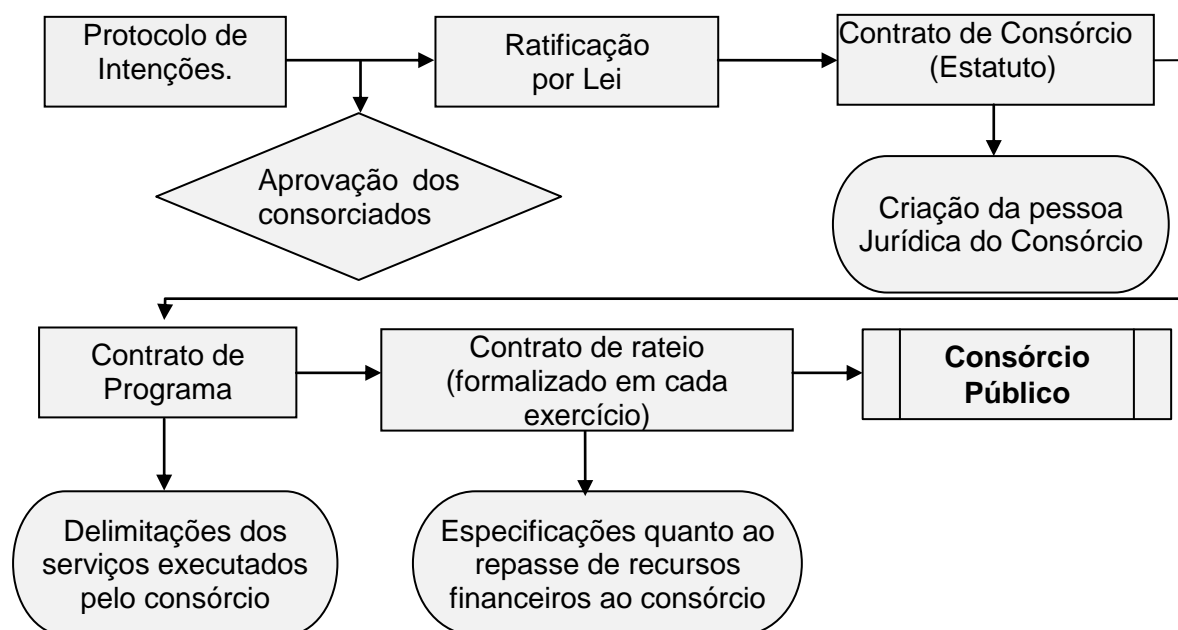 Protocolo de
Intenções.
Ratificação
por Lei
Contrato de Consórcio
(Estatuto)
Aprovação dos
consorciados
Criação da pessoa
Jurídica do Consórcio
Contrato de
Programa
Contrato de rateio
(formalizado em cada
exercício)
Consórcio
Público
Delimitações dos
serviços executados
pelo consórcio
Especificações quanto ao
repasse de recursos
financeiros ao consórcio